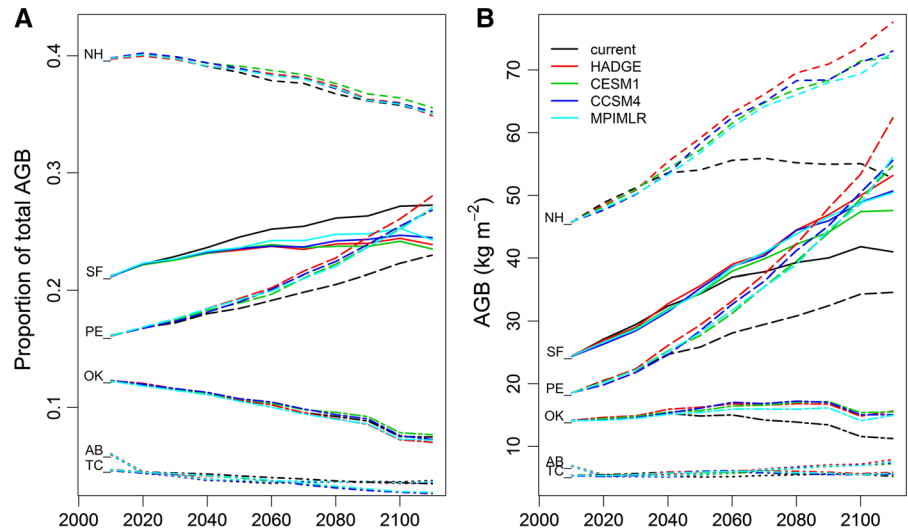 A
B
Proportion of total AGB
0.4
0.3
0.2
0.1
NH
SF
PE
OK
AB
TC
2000 2020 2040 2060 2080 2100
AGB (kg m⁻²)
70
60
50
40
30
20
10
current
HADGE
CESM1
CCSM4
MPIMLR
NH
SF
PE
OK
AB
TC
2000 2020 2040 2060 2080 2100